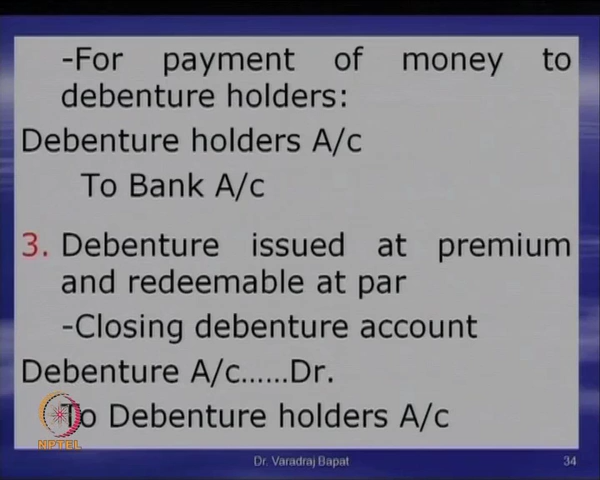 -For payment of money to
debenture holders:
Debenture holders A/c
To Bank A/c
3. Debenture issued at premium
and redeemable at par
-Closing debenture account
Debenture A/c......Dr.
To Debenture holders A/c
NPTEL
Dr. Varadraj Bapat
34